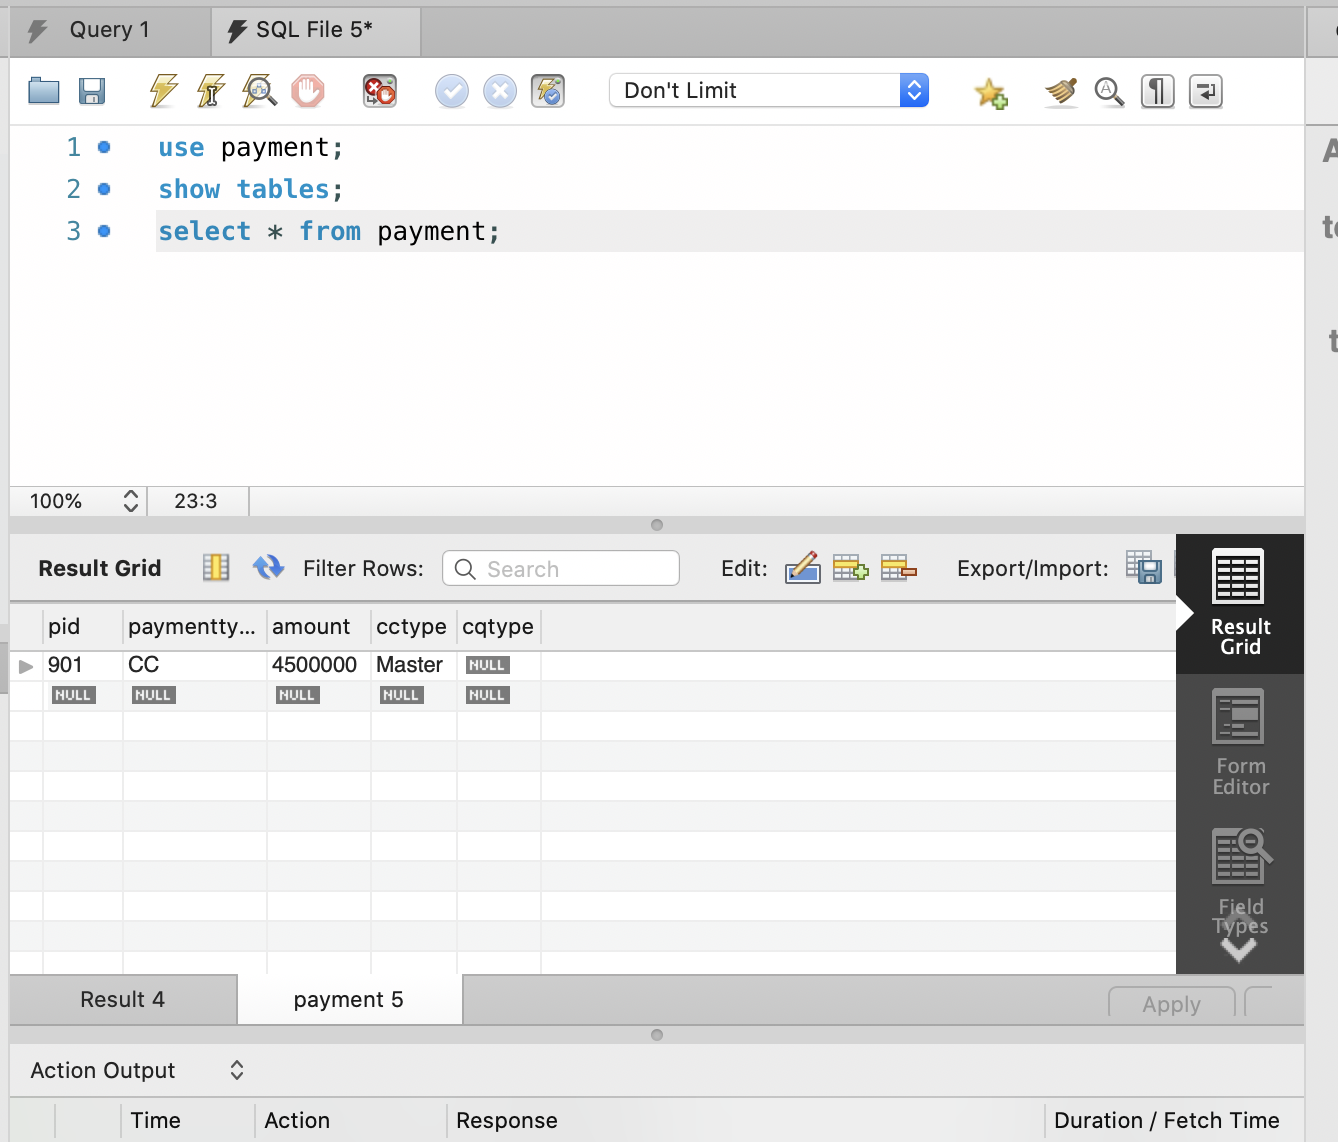 Query 1
SQL File 5*
Don't Limit
1 use payment;
2 show tables;
3 select * from payment;
100% 23:3
Result Grid Filter Rows: Search Edit: Export/Import:
pid paymentty... amount cctype cqtype
901 CC 4500000 Master NULL
NULL NULL NULL NULL NULL
Result
Grid
Form
Editor
Field
Types
Result 4 payment 5 Apply
Action Output
Time Action Response Duration / Fetch Time